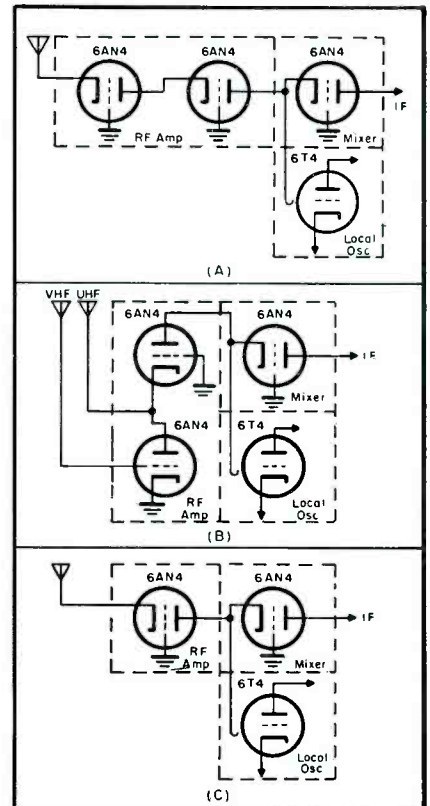 6AN4 6AN4 6AN4
RF Amp Mixer IF
6T4
Local
Osc
(A)
VHF UHF
6AN4 6AN4
IF
Mixer
6AN4 6T4
RF
Amp
Local
Osc
(B)
6AN4 6AN4
IF
RF
Amp
Mixer
6T4
Local
Osc
(C)